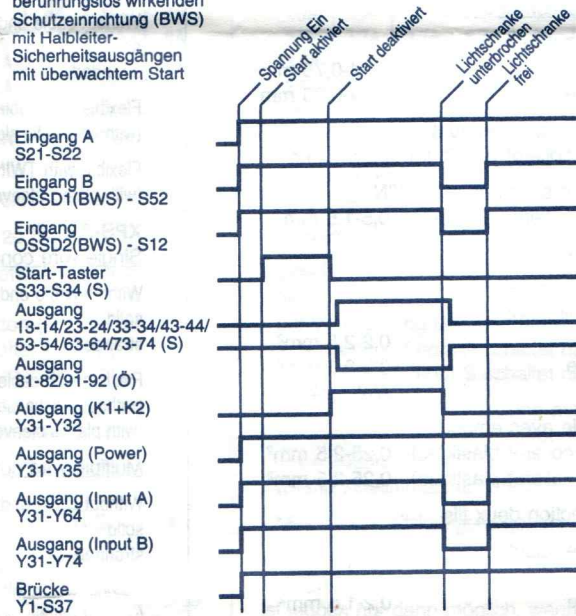 berührungslos wirkenden
Schutzeinrichtung (BWS)
mit Halbleiter-
Sicherheitsausgängen
mit überwachtem Start
Spannung Ein
Start aktiviert
Start deaktiviert
Lichtschranke
unterbrochen
Lichtschranke
frei
Eingang A
S21-S22
Eingang B
OSSD1(BWS) - S52
Eingang
OSSD2(BWS) - S12
Start-Taster
S33-S34 (S)
Ausgang
13-14/23-24/33-34/43-44/
53-54/63-64/73-74 (S)
Ausgang
81-82/91-92 (Ö)
Ausgang (K1+K2)
Y31-Y32
Ausgang (Power)
Y31-Y35
Ausgang (Input A)
Y31-Y64
Ausgang (Input B)
Y31-Y74
Brücke
Y1-S37